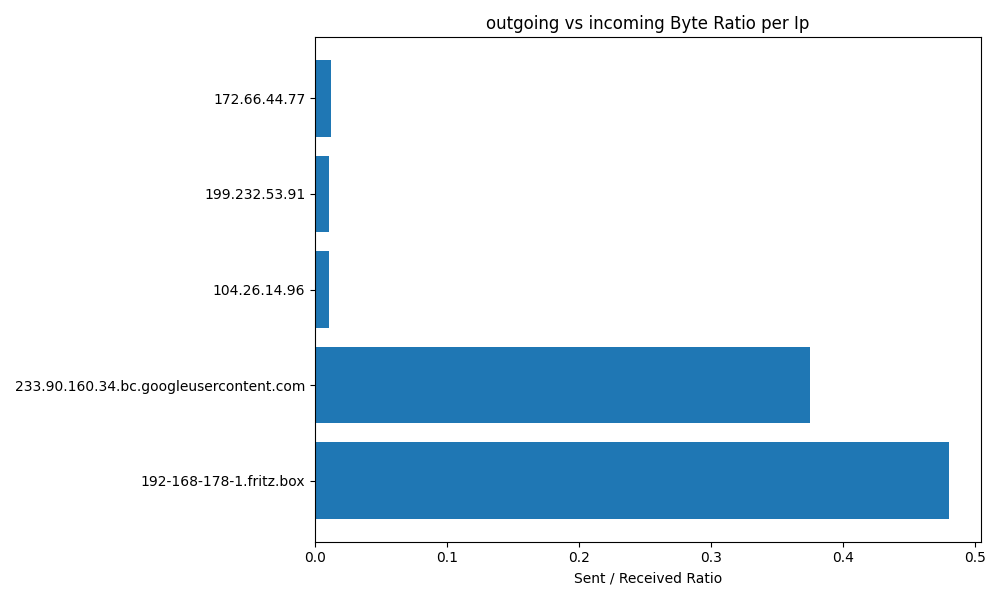 outgoing vs incoming Byte Ratio per Ip
172.66.44.77
199.232.53.91
104.26.14.96
233.90.160.34.bc.googleusercontent.com
192-168-178-1.fritz.box
0.0 0.1 0.2 0.3 0.4 0.5
Sent / Received Ratio